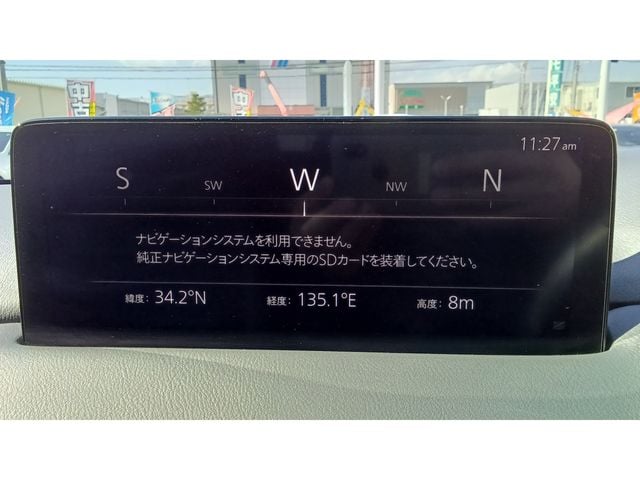 11:27am
S SW W NW N
ナビゲーションシステムを利用できません。
純正ナビゲーションシステム専用のSDカードを装着してください。
緯度: 34.2°N 経度: 135.1°E 高度: 8m
中古